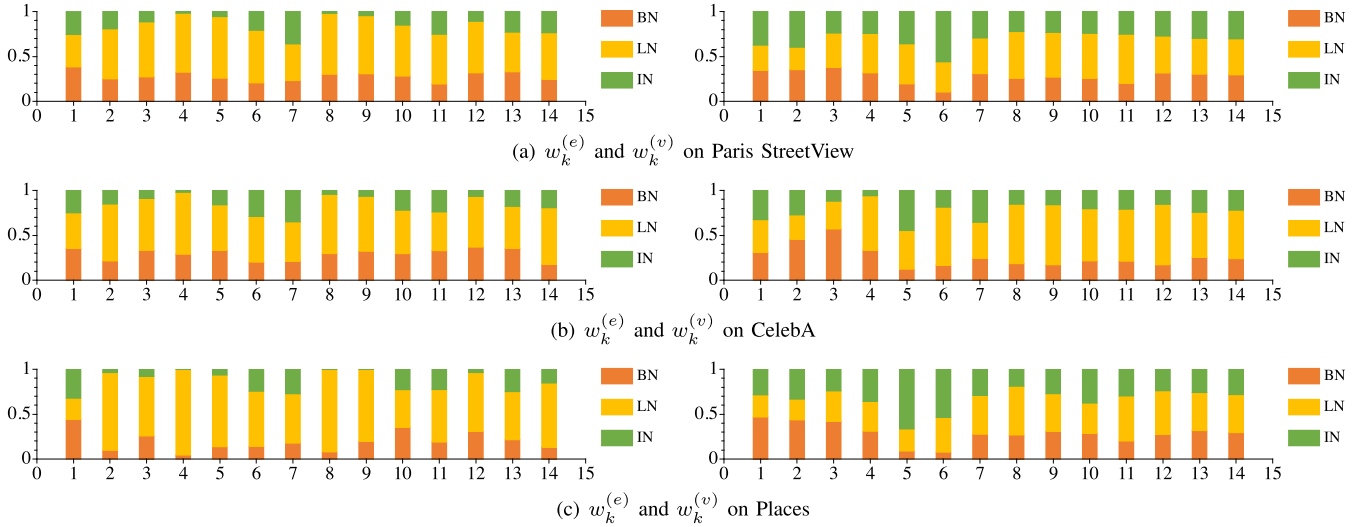 1
BN
0.5
LN
IN
0
0 1 2 3 4 5 6 7 8 9 10 11 12 13 14 15
1
BN
0.5
LN
IN
0
0 1 2 3 4 5 6 7 8 9 10 11 12 13 14 15
(a) w_k^{(e)} and w_k^{(v)} on Paris StreetView
1
BN
0.5
LN
IN
0
0 1 2 3 4 5 6 7 8 9 10 11 12 13 14 15
1
BN
0.5
LN
IN
0
0 1 2 3 4 5 6 7 8 9 10 11 12 13 14 15
(b) w_k^{(e)} and w_k^{(v)} on CelebA
1
BN
0.5
LN
IN
0
0 1 2 3 4 5 6 7 8 9 10 11 12 13 14 15
1
BN
0.5
LN
IN
0
0 1 2 3 4 5 6 7 8 9 10 11 12 13 14 15
(c) w_k^{(e)} and w_k^{(v)} on Places